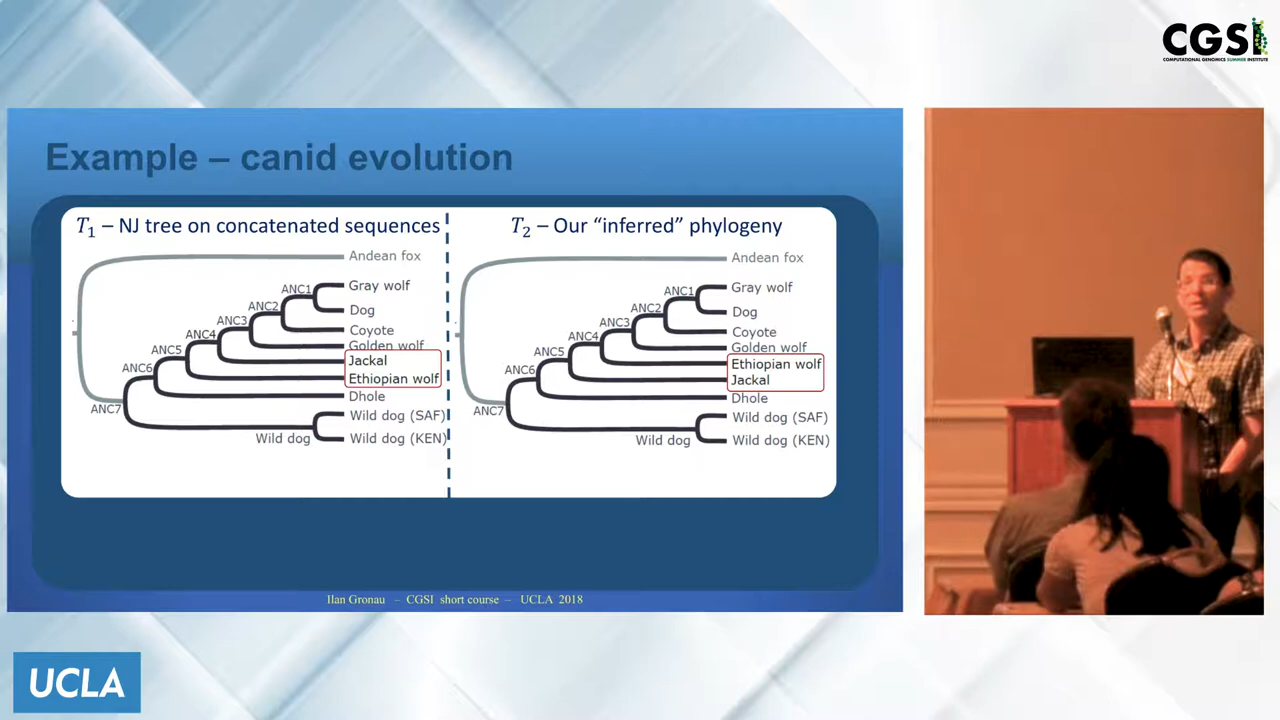 CGSI
COMPUTATIONAL GENOMICS SUMMER INSTITUTE
Example – canid evolution
T1 – NJ tree on concatenated sequences
Andean fox
Gray wolf
ANC1
Dog
ANC2
Coyote
ANC3
Golden wolf
ANC4
Jackal
ANC5
Ethiopian wolf
ANC6
Dhole
ANC7
Wild dog (SAF)
Wild dog
Wild dog (KEN)
T2 – Our “inferred” phylogeny
Andean fox
Gray wolf
ANC1
Dog
ANC2
Coyote
ANC3
Golden wolf
ANC4
Ethiopian wolf
ANC5
Jackal
ANC6
Dhole
ANC7
Wild dog (SAF)
Wild dog
Wild dog (KEN)
Ilan Gronau – CGSI short course – UCLA 2018
UCLA